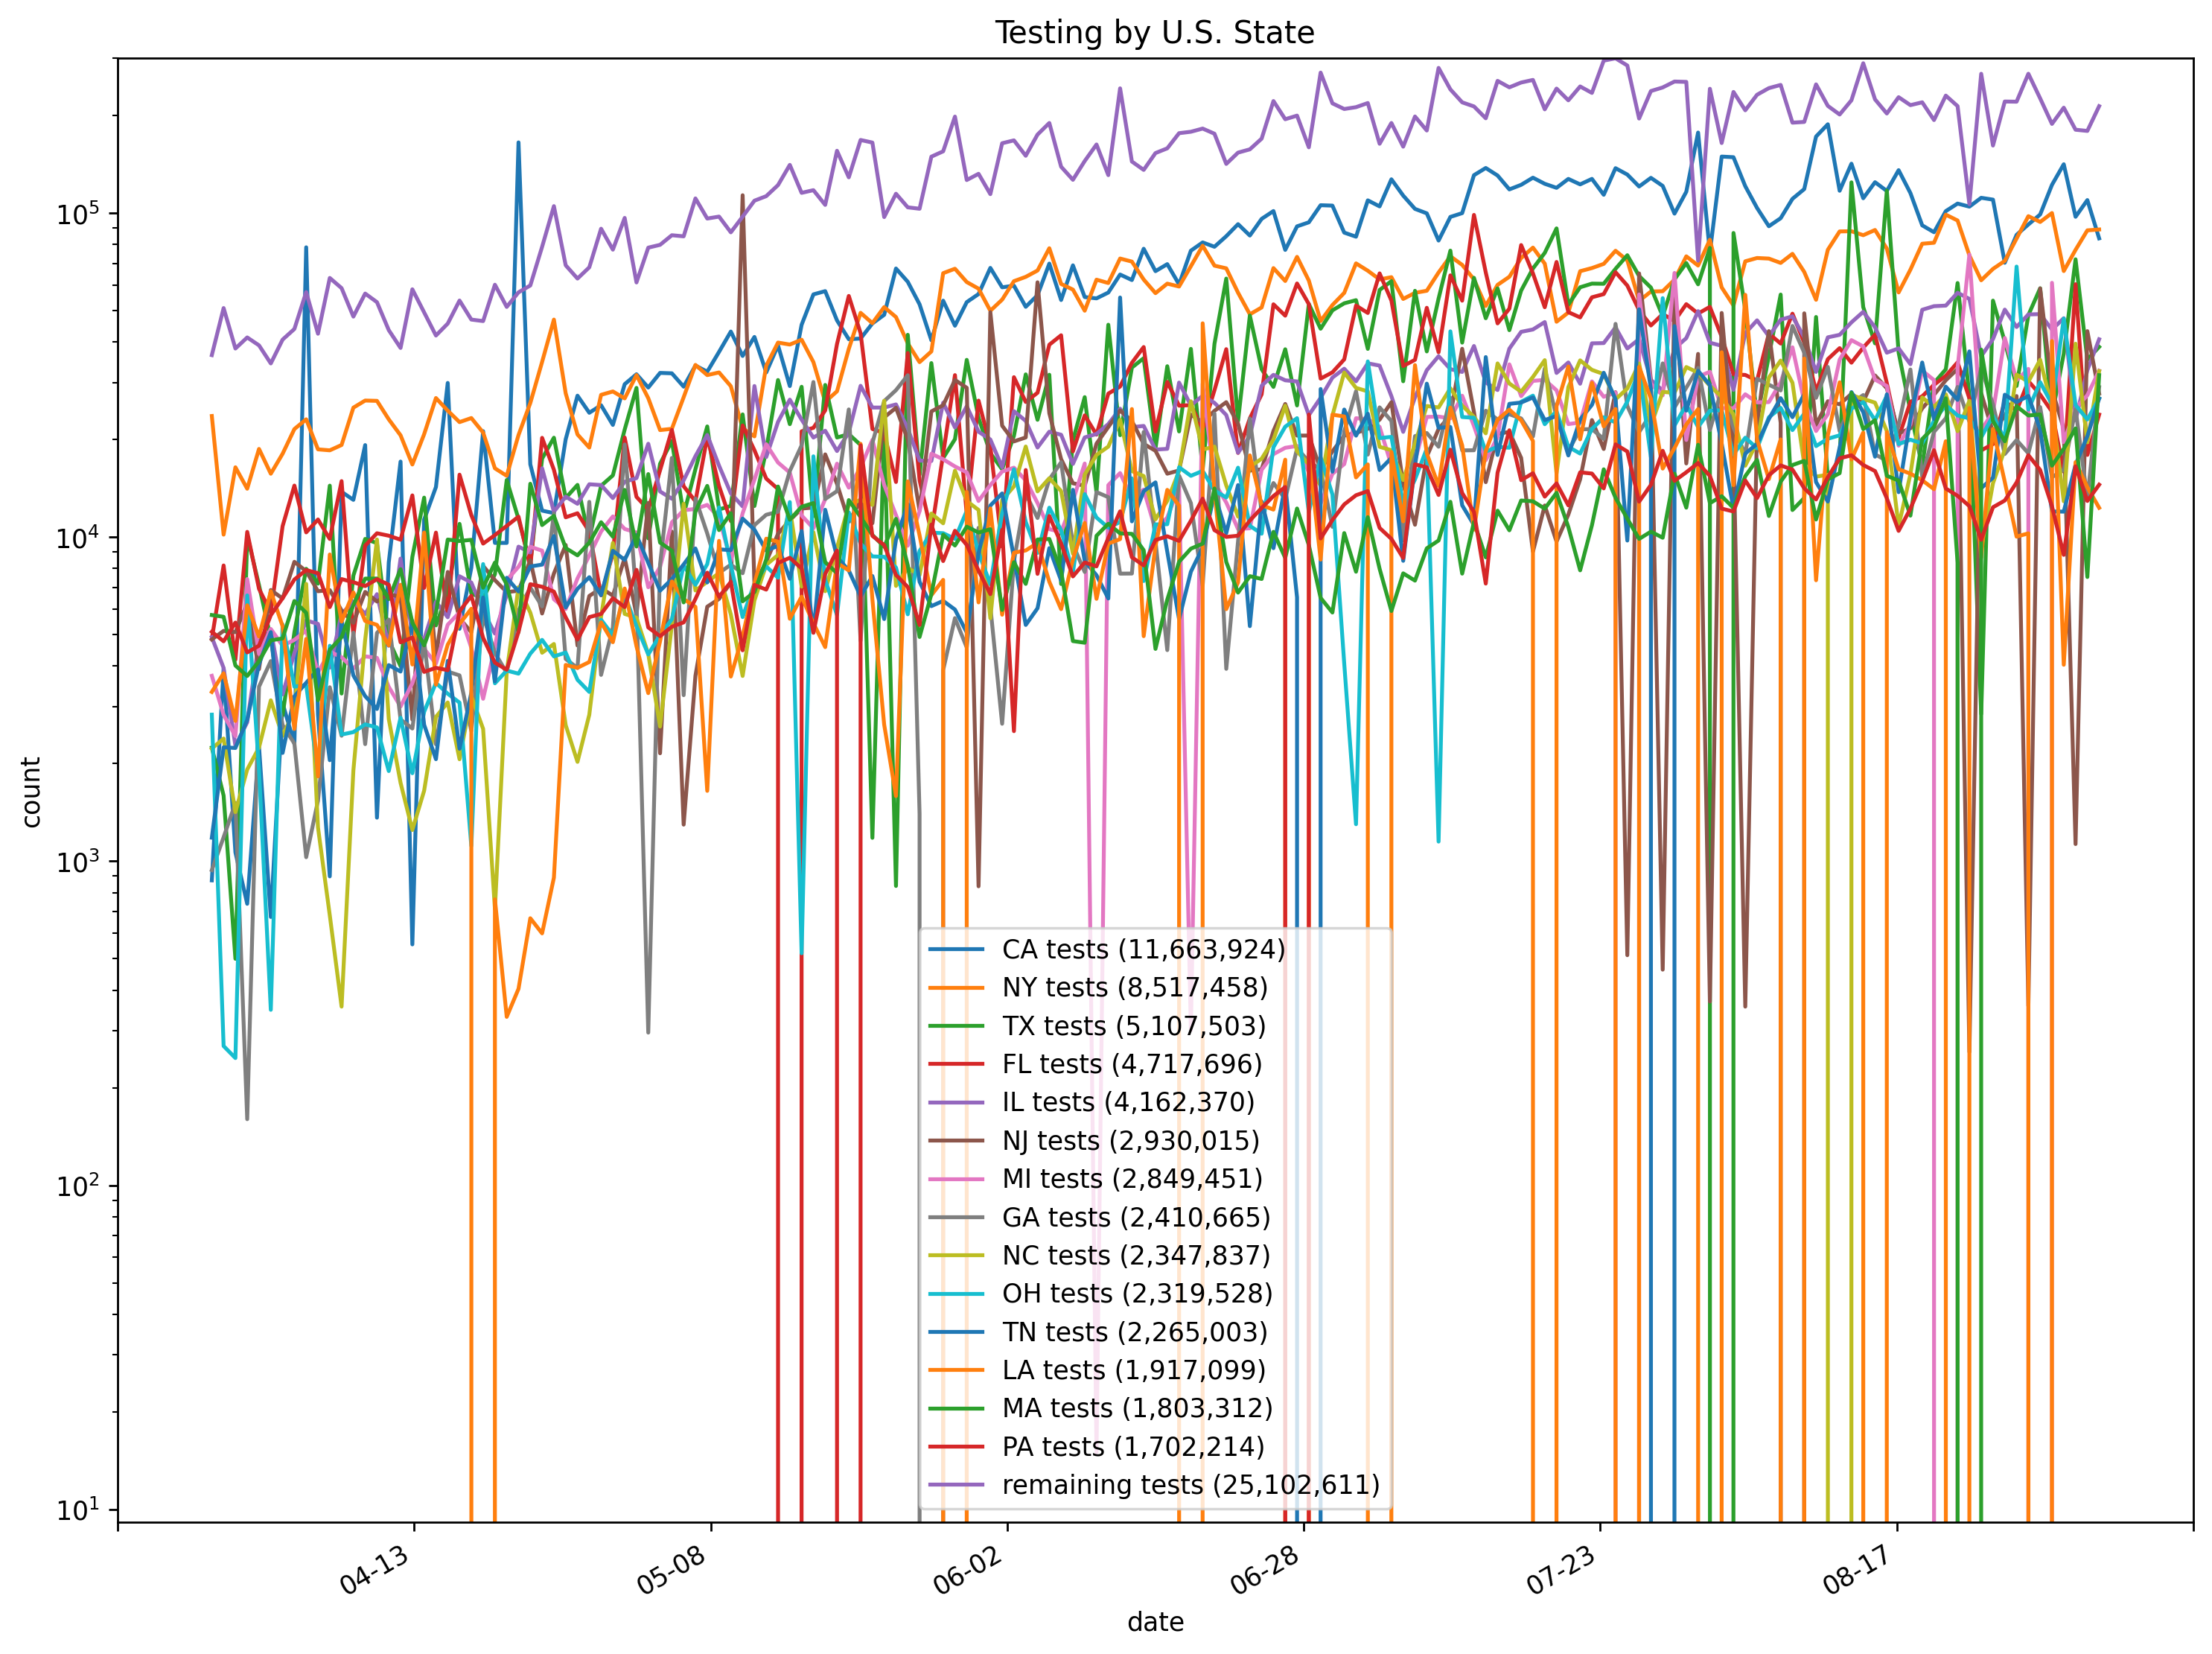 Testing by U.S. State
10^5
10^4
10^3
10^2
10^1
count
CA tests (11,663,924)
NY tests (8,517,458)
TX tests (5,107,503)
FL tests (4,717,696)
IL tests (4,162,370)
NJ tests (2,930,015)
MI tests (2,849,451)
GA tests (2,410,665)
NC tests (2,347,837)
OH tests (2,319,528)
TN tests (2,265,003)
LA tests (1,917,099)
MA tests (1,803,312)
PA tests (1,702,214)
remaining tests (25,102,611)
04-13
05-08
06-02
06-28
07-23
08-17
date